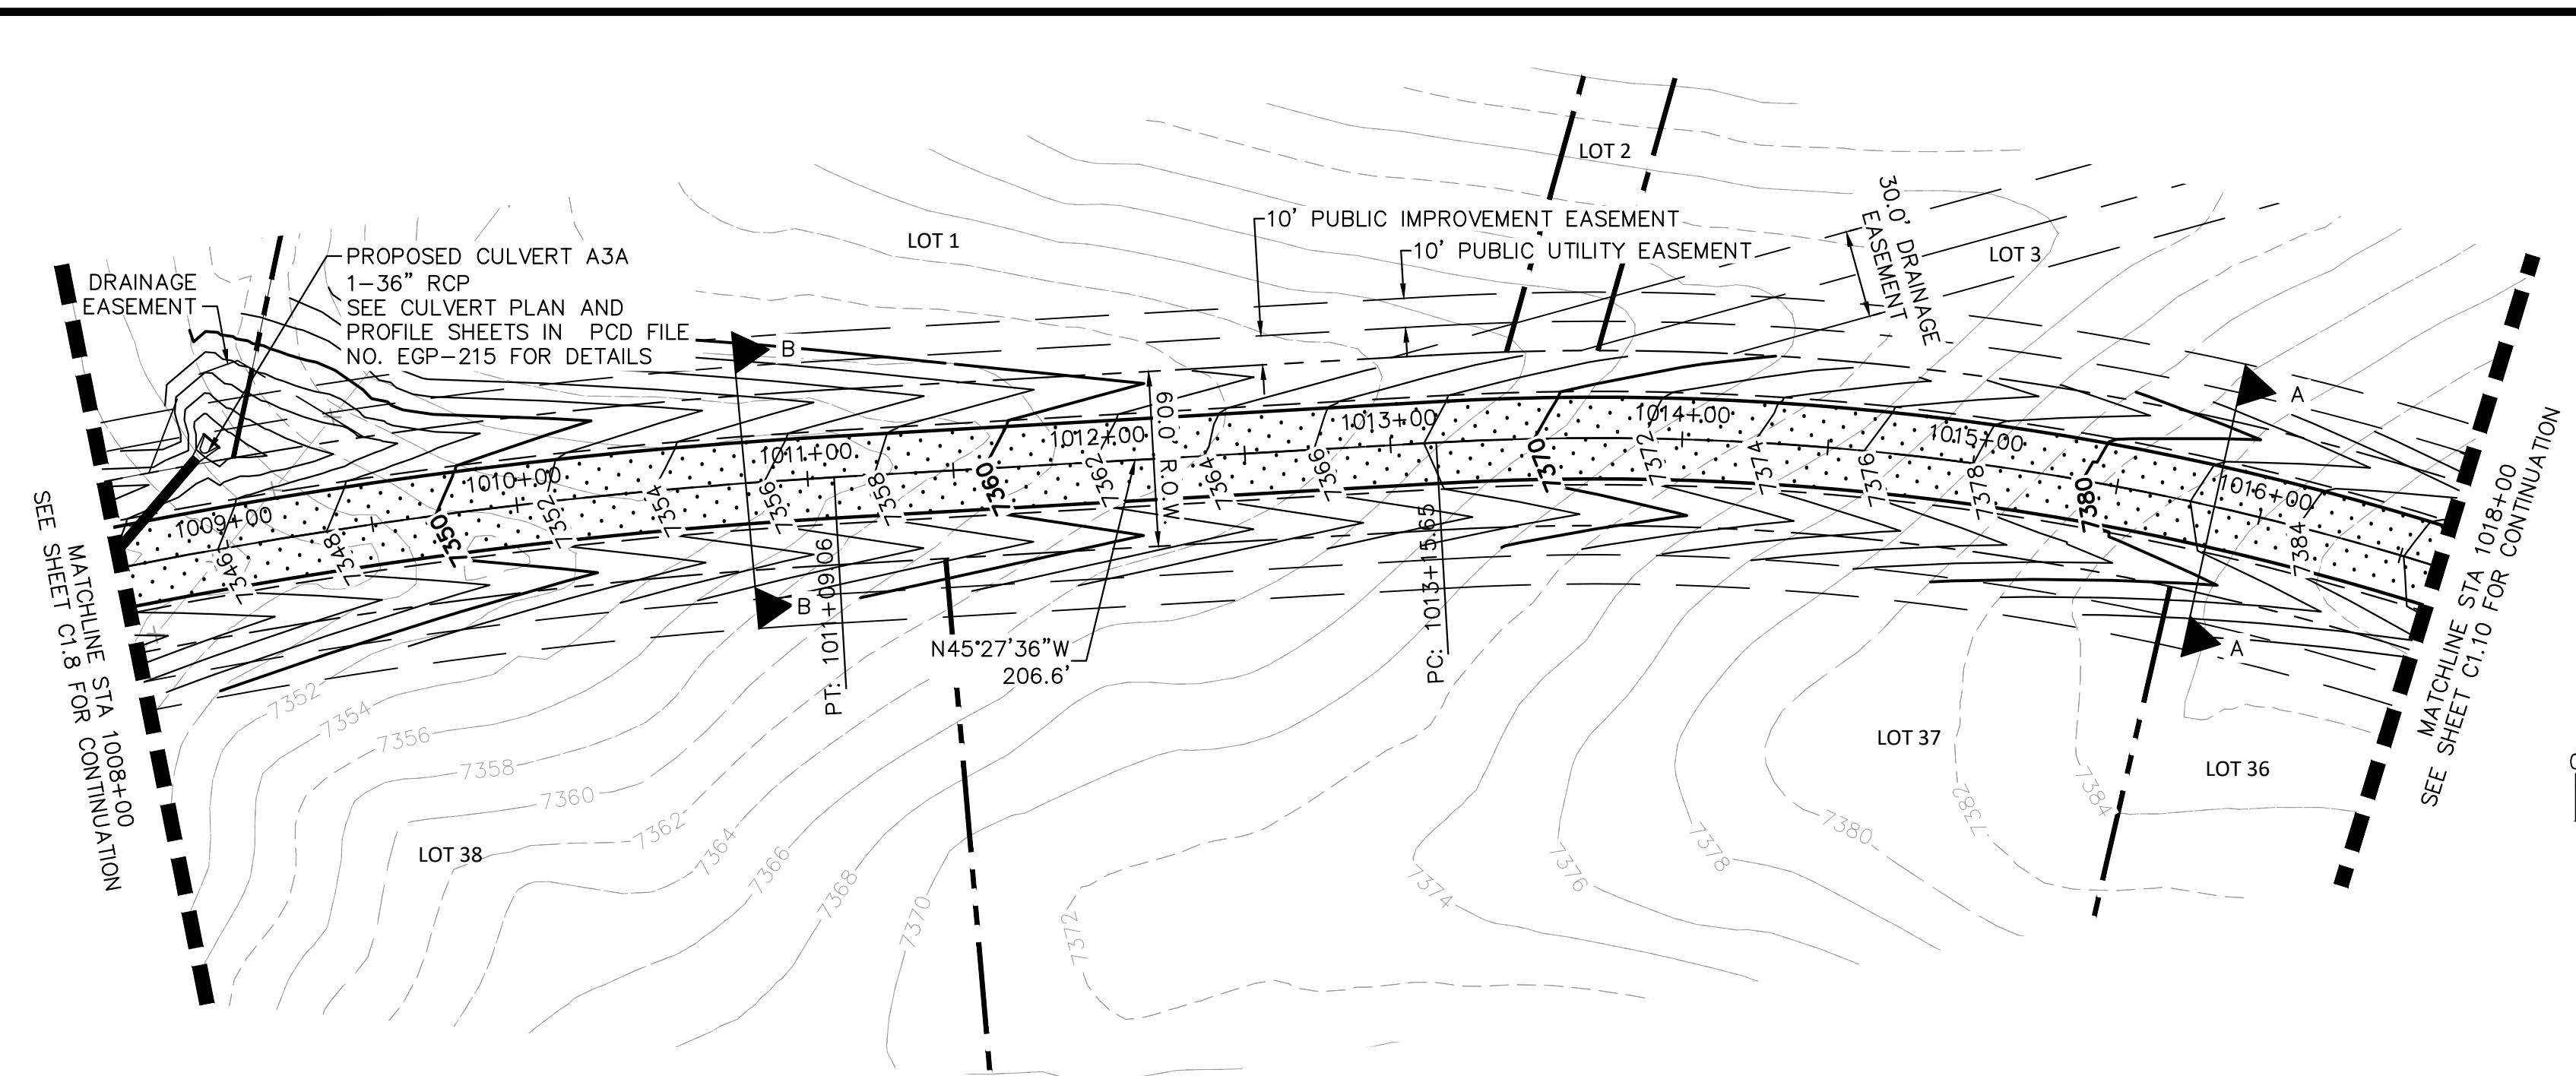 LOT 2
10' PUBLIC IMPROVEMENT EASEMENT
10' PUBLIC UTILITY EASEMENT
30.0' DRAINAGE
EASEMENT
LOT 1
LOT 3
DRAINAGE
EASEMENT
PROPOSED CULVERT A3A
1-36" RCP
SEE CULVERT PLAN AND
PROFILE SHEETS IN PCD FILE
NO. EGP-215 FOR DETAILS
B
A
60.0' R.O.W.
1009+00
1010+00
1011+00
1012+00
1013+00
1014+00
1015+00
1016+00
7346
7348
7350
7352
7354
7356
7358
7360
7362
7364
7366
7370
7372
7374
7376
7378
7380
7384
B
A
PT: 1011+09.06
N45°27'36"W
206.6'
PC: 1013+15.65
MATCHLINE STA 1008+00
SEE SHEET C1.8 FOR CONTINUATION
MATCHLINE STA 1018+00
SEE SHEET C1.10 FOR CONTINUATION
7352
7354
7356
7358
7360
7362
7364
7366
7368
7370
7372
7374
7376
7378
7380
7382
7384
LOT 38
LOT 37
LOT 36